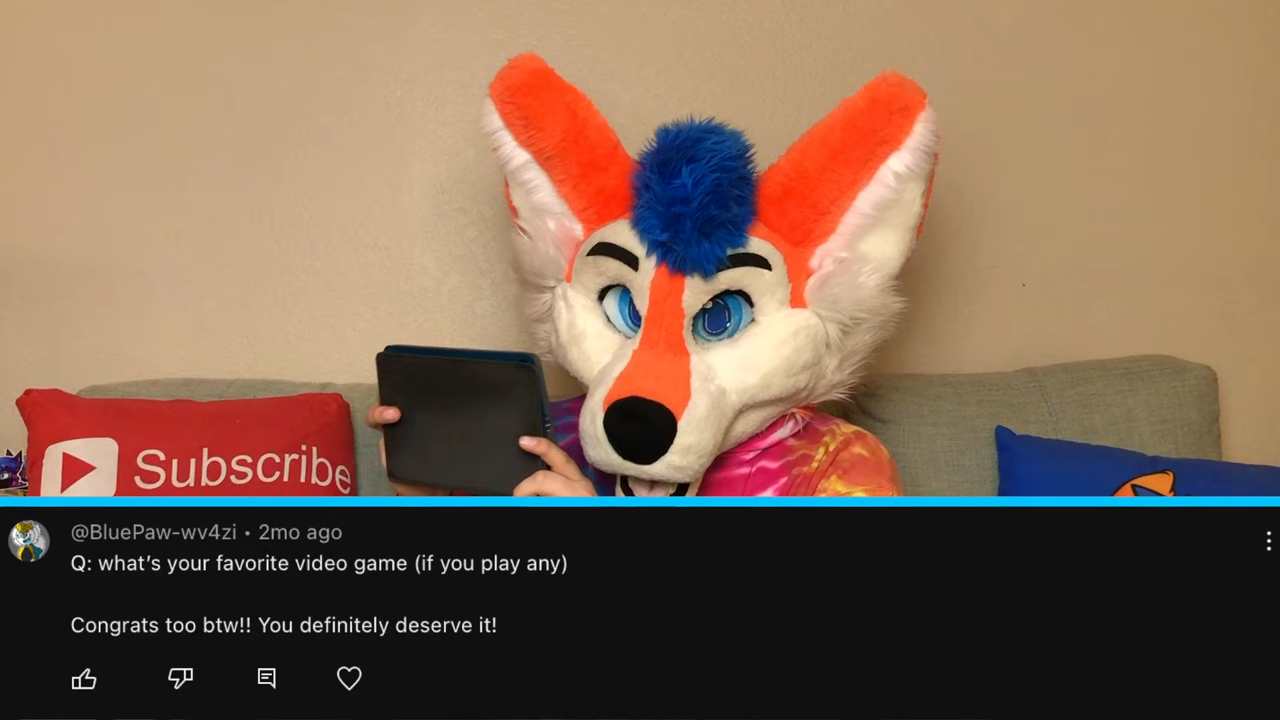 Subscribe
@BluePaw-wv4zi • 2mo ago
Q: what's your favorite video game (if you play any)
Congrats too btw!! You definitely deserve it!